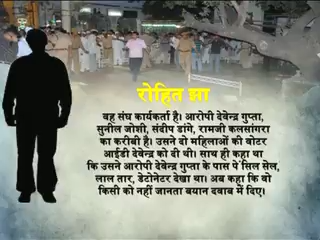 रोहित झा
वह संघ कार्यकर्ता है। आरोपी देवेन्द्र गुप्ता,
सुनील जोशी, संदीप डांगे, रामजी कलसांगरा
का करीबी है। उसने दो महिलाओं की वोटर
आईडी देवेन्द्र को दी थी। साथ ही कहा था
कि उसने आरोपी देवेन्द्र गुप्ता के पास पे सिल सेल,
लाल तार, डेटोनेटर देखा था। अब कहा कि वो
किसी को नहीं जानता बयान दवाब में दिए।